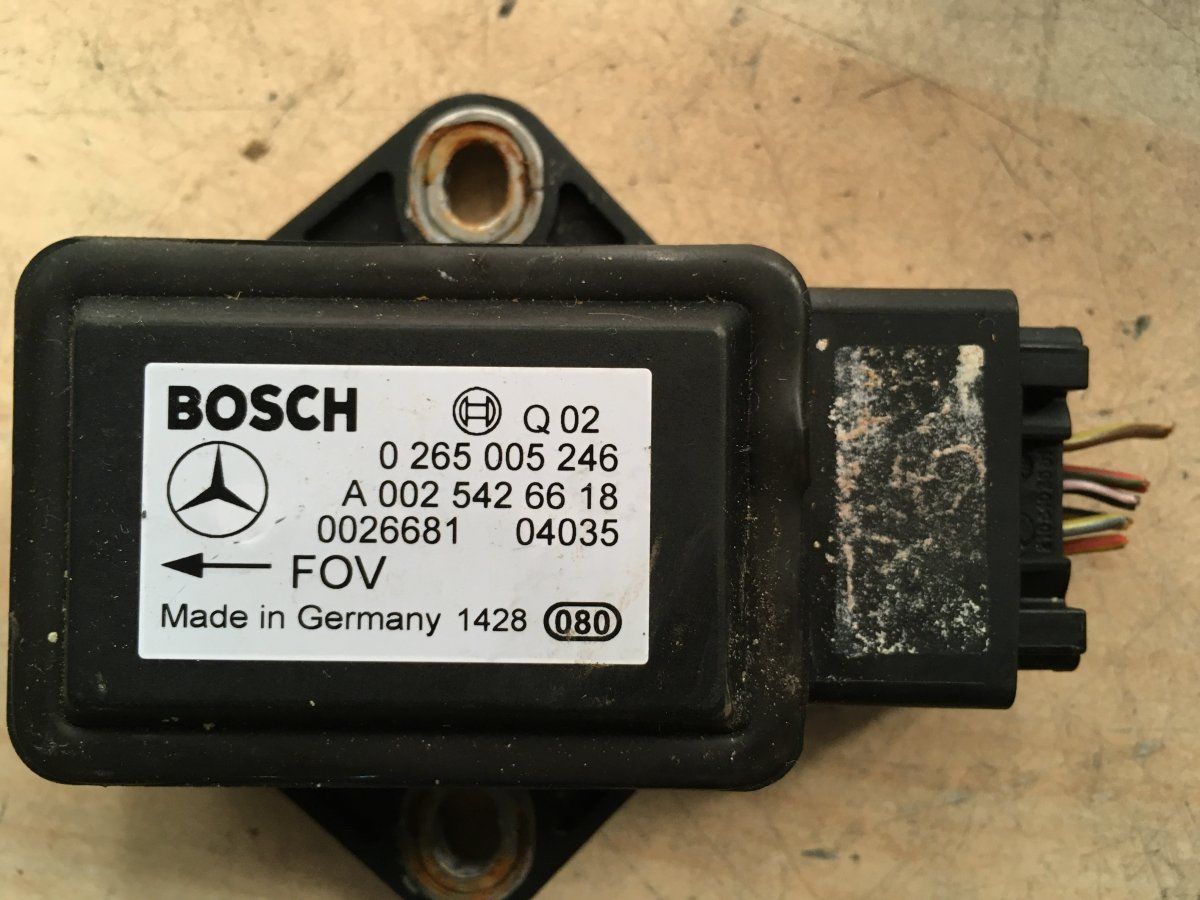 BOSCH
Q 02
0 265 005 246
A 002 542 66 18
0026681 04035
FOV
Made in Germany 1428 080